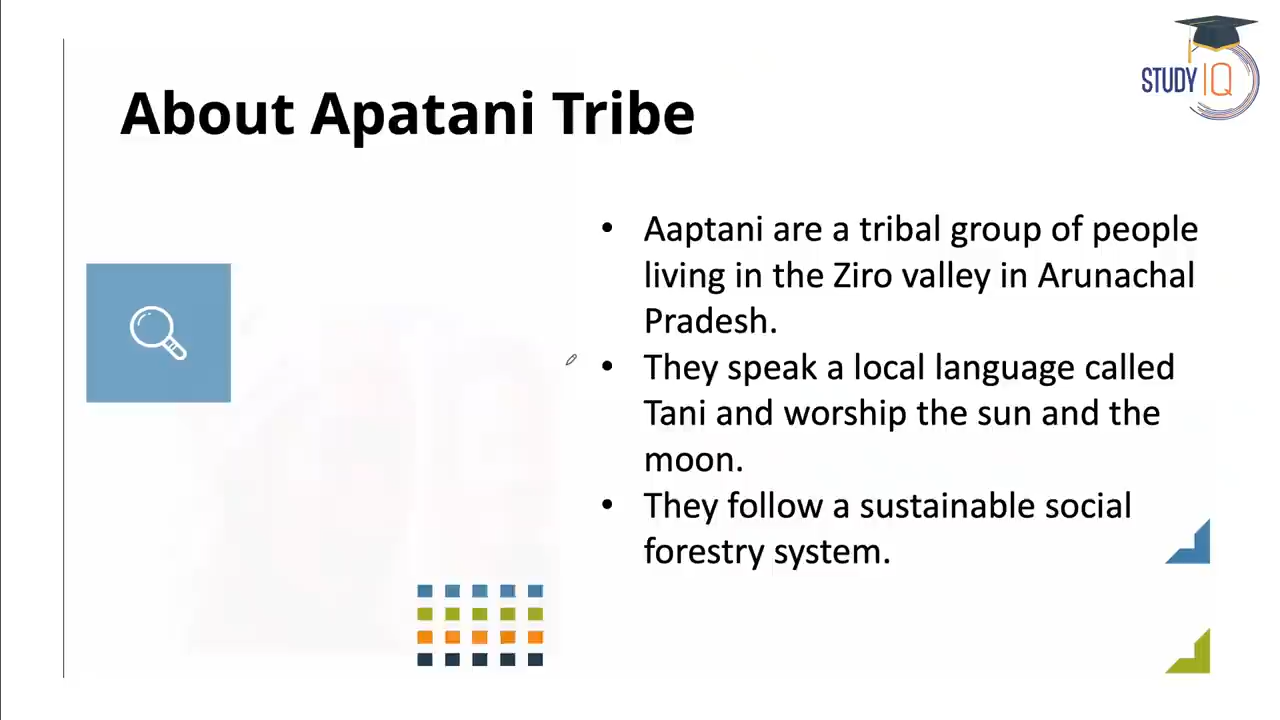 STUDY IQ
About Apatani Tribe
• Aaptani are a tribal group of people
living in the Ziro valley in Arunachal
Pradesh.
• They speak a local language called
Tani and worship the sun and the
moon.
• They follow a sustainable social
forestry system.